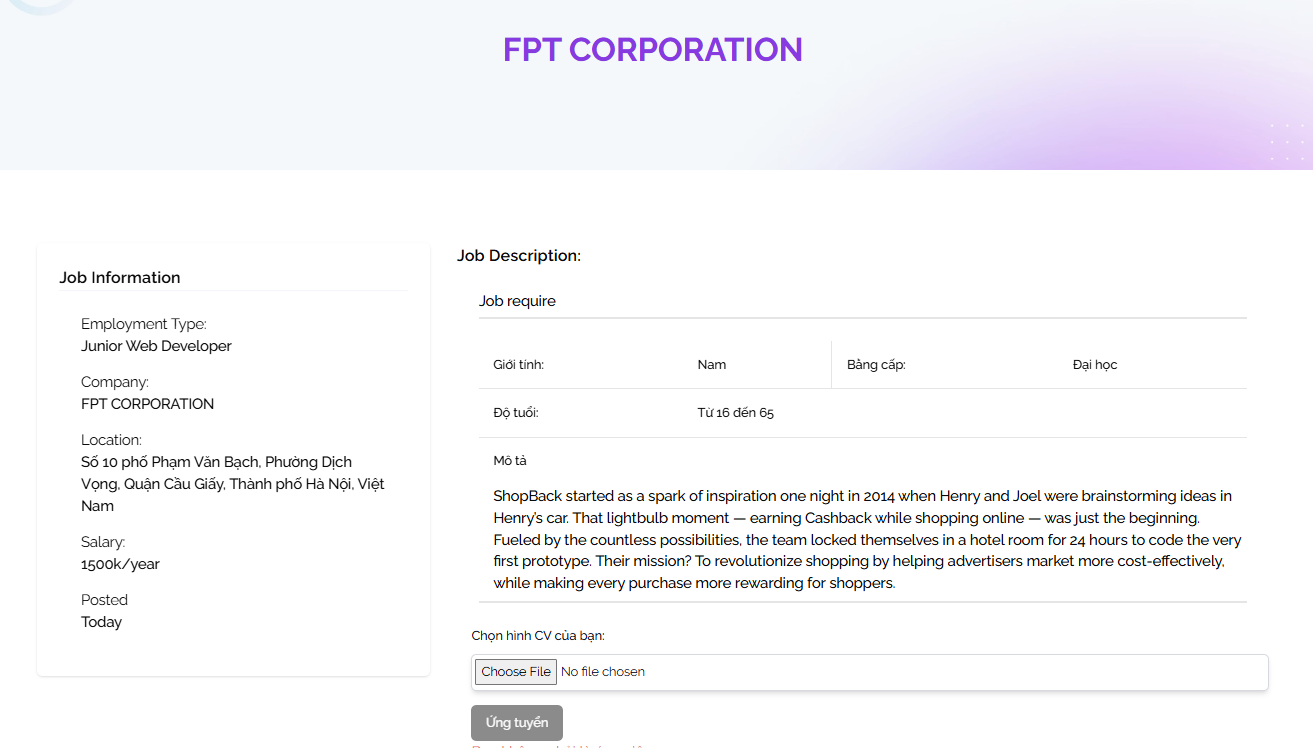 FPT CORPORATION
Job Information
Employment Type:
Junior Web Developer
Company:
FPT CORPORATION
Location:
Số 10 phố Phạm Văn Bạch, Phường Dịch
Vọng, Quận Cầu Giấy, Thành phố Hà Nội, Việt
Nam
Salary:
1500k/year
Posted
Today
Job Description:
Job require
Giới tính: Nam Bằng cấp: Đại học
Độ tuổi: Từ 16 đến 65
Mô tả
ShopBack started as a spark of inspiration one night in 2014 when Henry and Joel were brainstorming ideas in
Henry's car. That lightbulb moment — earning Cashback while shopping online — was just the beginning.
Fueled by the countless possibilities, the team locked themselves in a hotel room for 24 hours to code the very
first prototype. Their mission? To revolutionize shopping by helping advertisers market more cost-effectively,
while making every purchase more rewarding for shoppers.
Chọn hình CV của bạn:
Choose File No file chosen
Ứng tuyển